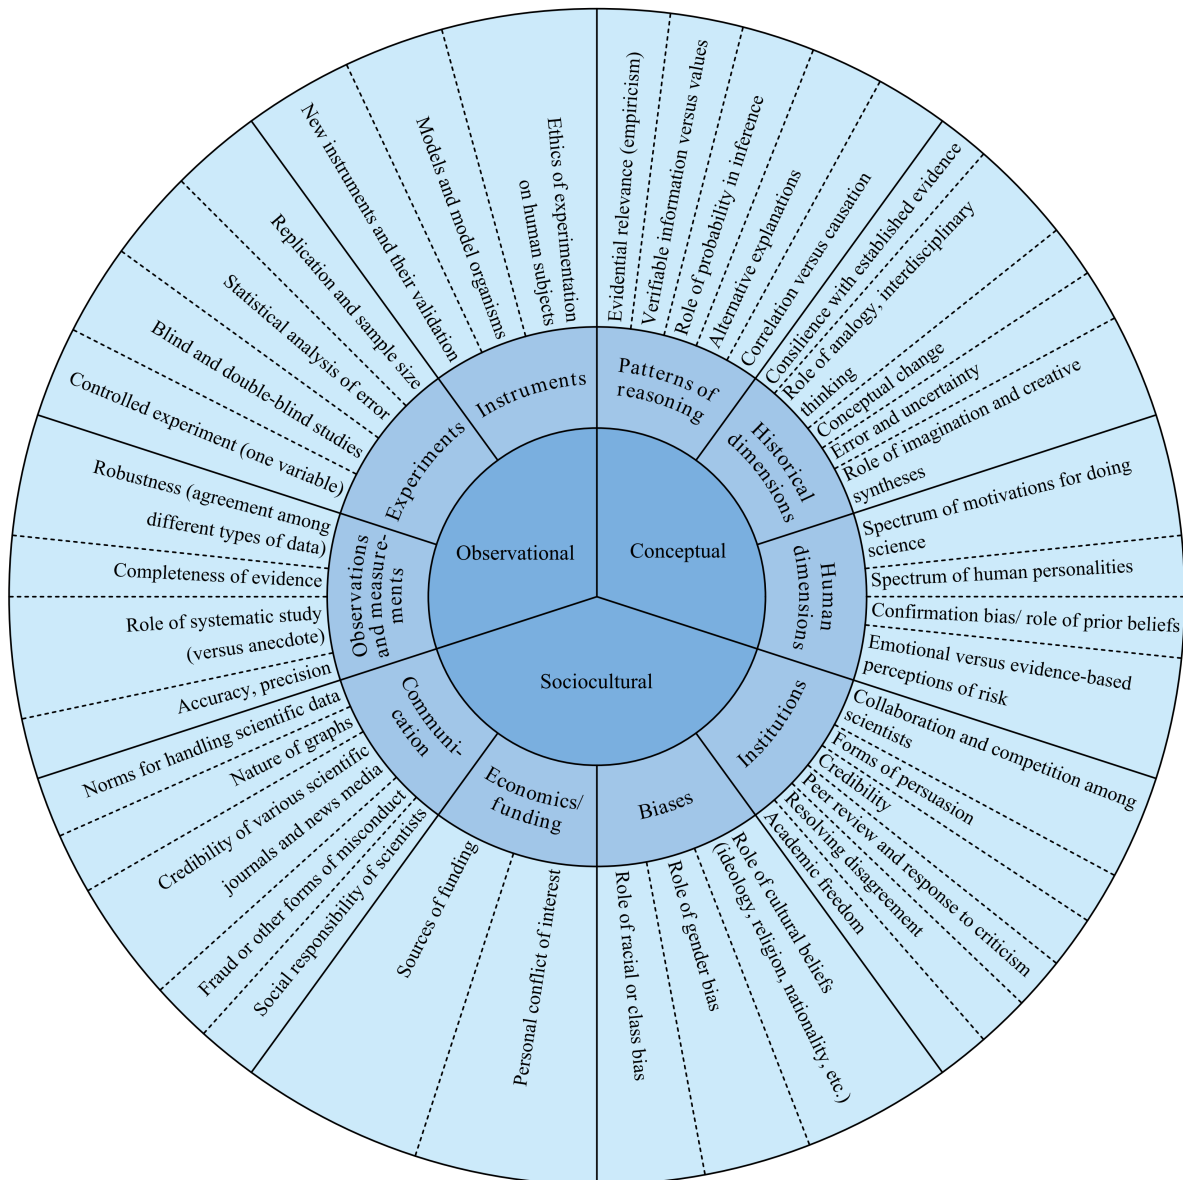 Observational
Conceptual
Sociocultural
Patterns of
reasoning
Historical
dimensions
Human
dimensions
Institutions
Biases
Economics/
funding
Communi-
cation
Observations
and measure-
ments
Experiments
Instruments
Evidential relevance (empiricism)
Verifiable information versus values
Role of probability in inference
Alternative explanations
Correlation versus causation
Consilience with established evidence
Role of analogy, interdisciplinary
thinking
Conceptual change
Error and uncertainty
Role of imagination and creative
syntheses
Spectrum of motivations for doing
science
Spectrum of human personalities
Confirmation bias/ role of prior beliefs
Emotional versus evidence-based
perceptions of risk
Collaboration and competition among
scientists
Forms of persuasion
Credibility
Peer review and response to criticism
Resolving disagreement
Academic freedom
Role of cultural beliefs
(ideology, religion, nationality, etc.)
Role of gender bias
Role of racial or class bias
Personal conflict of interest
Sources of funding
Social responsibility of scientists
Fraud or other forms of misconduct
Credibility of various scientific
journals and news media
Nature of graphs
Norms for handling scientific data
Accuracy, precision
Role of systematic study
(versus anecdote)
Completeness of evidence
Robustness (agreement among
different types of data)
Controlled experiment (one variable)
Blind and double-blind studies
Statistical analysis of error
Replication and sample size
New instruments and their validation
Models and model organisms
Ethics of experimentation
on human subjects